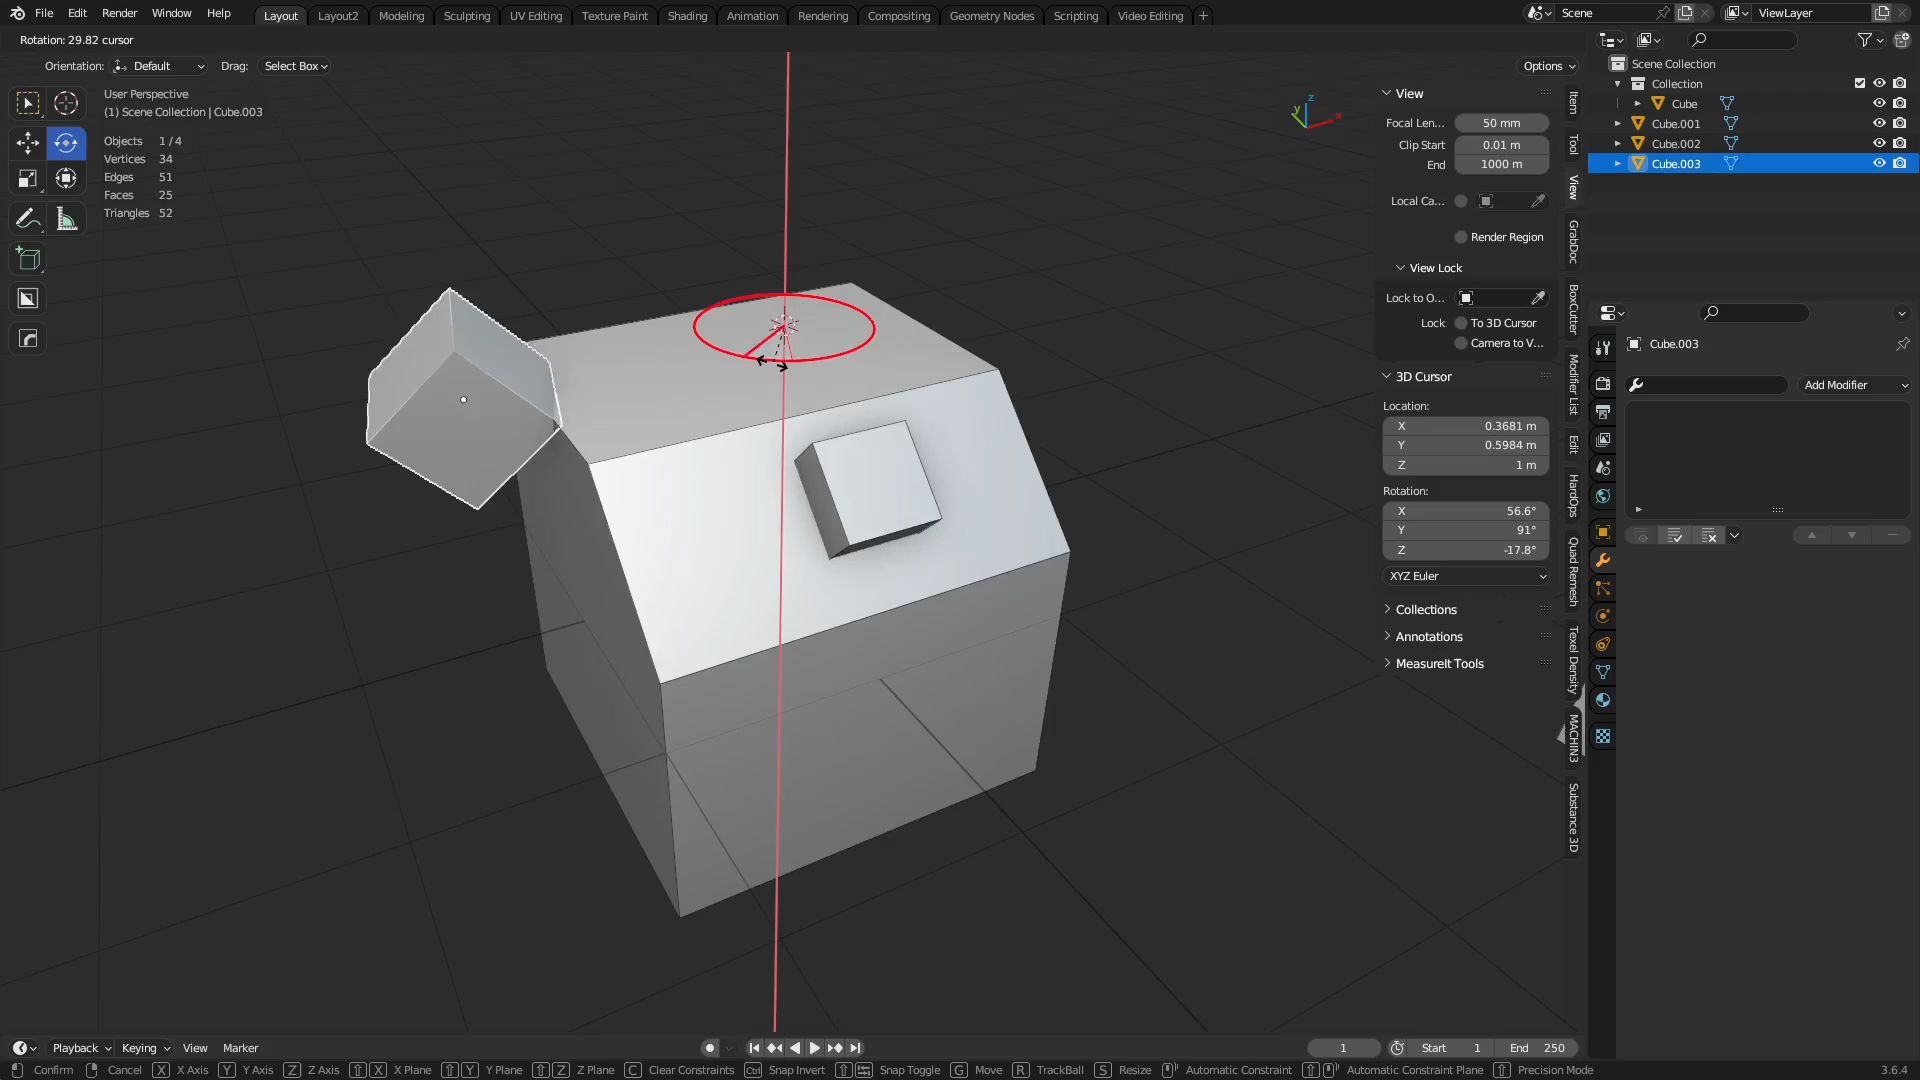 File Edit Render Window Help Layout Layout2 Modeling Sculpting UV Editing Texture Paint Shading Animation Rendering Compositing Geometry Nodes Scripting Video Editing + Scene ViewLayer
Rotation: 29.82 cursor
Orientation: Default Drag: Select Box Options
User Perspective
(1) Scene Collection | Cube.003
Objects 1/4
Vertices 34
Edges 51
Faces 25
Triangles 52
z
y
x
View
Focal Len... 50 mm
Clip Start 0.01 m
End 1000 m
Local Ca...
Render Region
View Lock
Lock to O...
Lock To 3D Cursor
Camera to V...
3D Cursor
Location:
X 0.3681 m
Y 0.5984 m
Z 1 m
Rotation:
X 56.6°
Y 91°
Z -17.8°
XYZ Euler
Collections
Annotations
MeasureIt Tools
Item
Tool
View
GrabDoc
BoxCutter
Modifier List
Edit
HardOps
Quad Remesh
Texel Density
MACHIN3
Substance 3D
Scene Collection
Collection
Cube
Cube.001
Cube.002
Cube.003
Cube.003
Add Modifier
Playback Keying View Marker 1 Start 1 End 250
Confirm Cancel X X Axis Y Y Axis Z Z Axis X X Plane Y Y Plane Z Z Plane C Clear Constraints Ctrl Snap Invert Snap Toggle G Move R TrackBall S Resize Automatic Constraint Automatic Constraint Plane Precision Mode 3.6.4